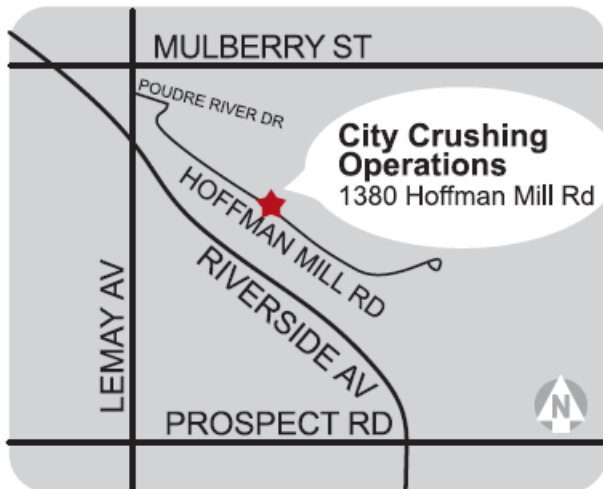 MULBERRY ST
POUDRE RIVER DR
City Crushing
Operations
1380 Hoffman Mill Rd
HOFFMAN MILL RD
RIVERSIDE AV
LEMAY AV
PROSPECT RD
N